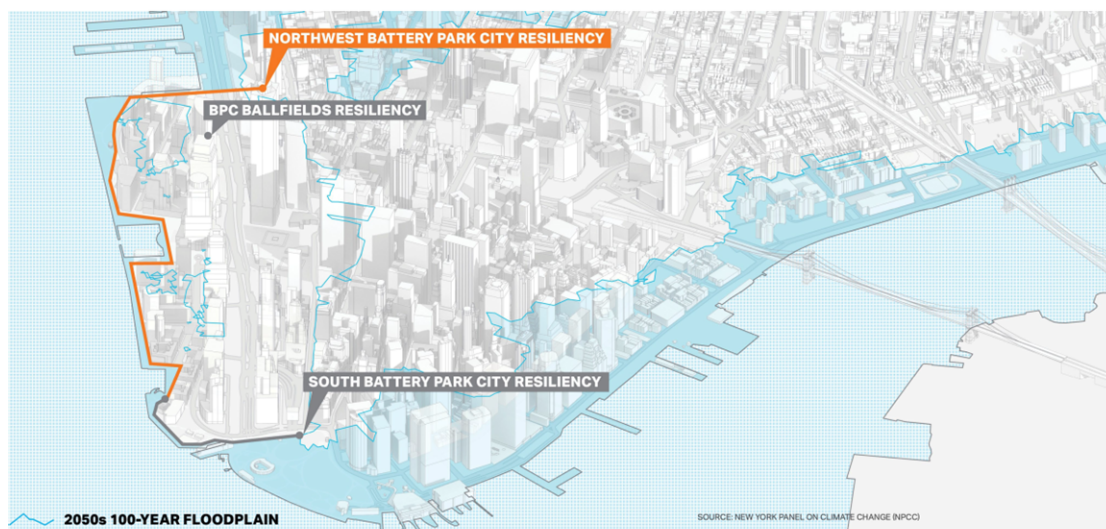 NORTHWEST BATTERY PARK CITY RESILIENCY
BPC BALLFIELDS RESILIENCY
SOUTH BATTERY PARK CITY RESILIENCY
2050s 100-YEAR FLOODPLAIN
SOURCE: NEW YORK PANEL ON CLIMATE CHANGE (NPCC)